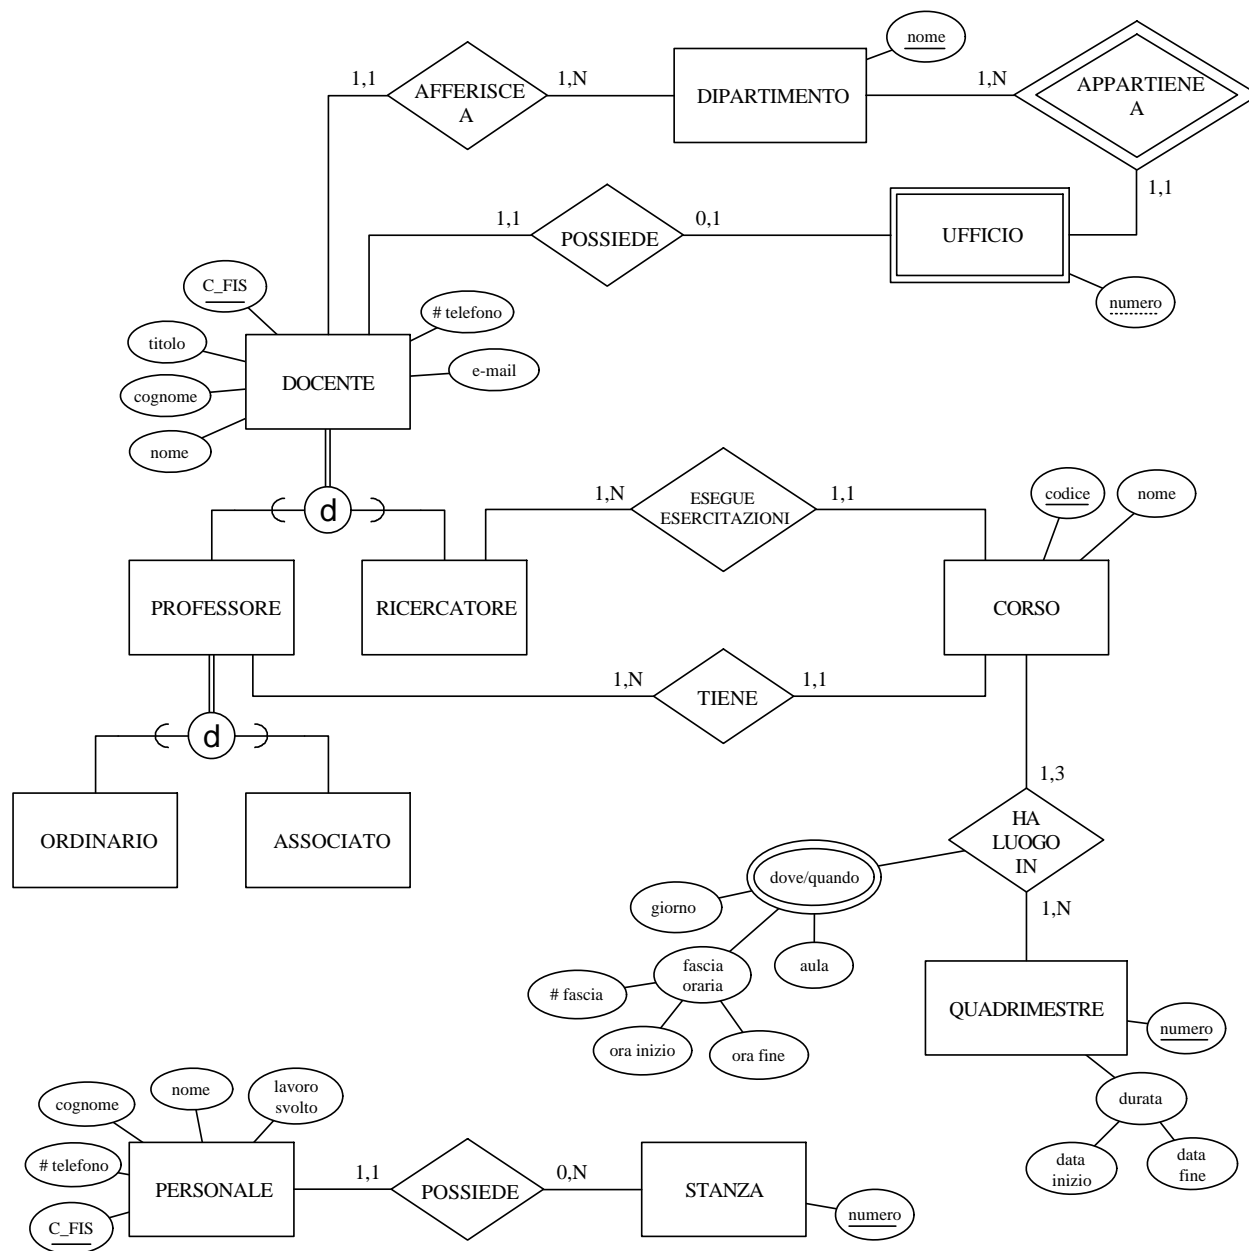 nome
1,1
AFFERISCE
A
1,N
DIPARTIMENTO
1,N
APPARTIENE
A
1,1
1,1
POSSIEDE
0,1
UFFICIO
numero
C_FIS
# telefono
titolo
e-mail
cognome
DOCENTE
nome
d
1,N
ESEGUE
ESERCITAZIONI
1,1
codice
nome
PROFESSORE
RICERCATORE
CORSO
1,N
TIENE
1,1
d
ORDINARIO
ASSOCIATO
1,3
HA
LUOGO
IN
1,N
dove/quando
giorno
fascia
oraria
aula
# fascia
ora inizio
ora fine
QUADRIMESTRE
numero
durata
data
inizio
data
fine
cognome
nome
lavoro
svolto
# telefono
C_FIS
PERSONALE
1,1
POSSIEDE
0,N
STANZA
numero